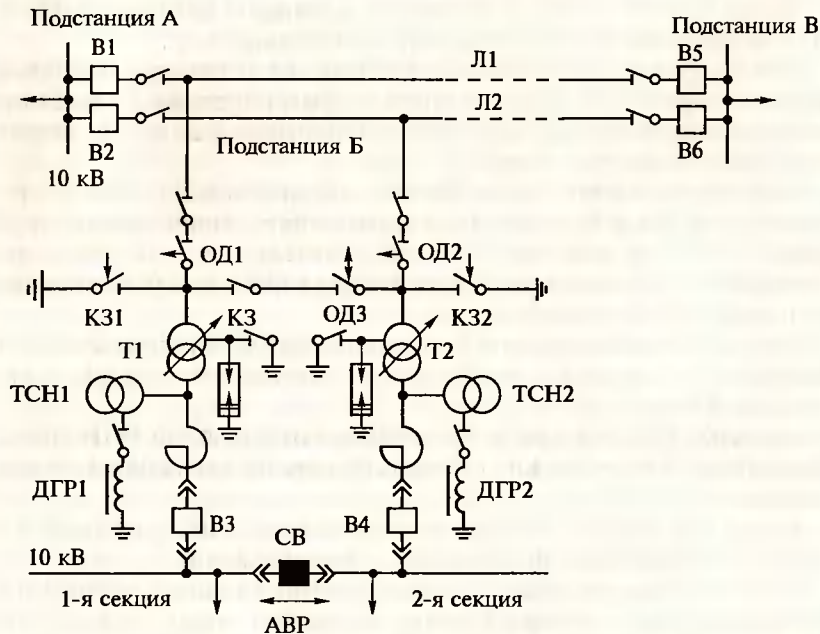 Подстанция А
Подстанция В
В1
В5
Л1
Л2
В2
В6
Подстанция Б
10 кВ
ОД1
ОД2
КЗ1
КЗ
ОД3
КЗ2
Т1
Т2
ТСН1
ТСН2
ДГР1
ДГР2
В3
В4
СВ
10 кВ
1-я секция
2-я секция
АВР